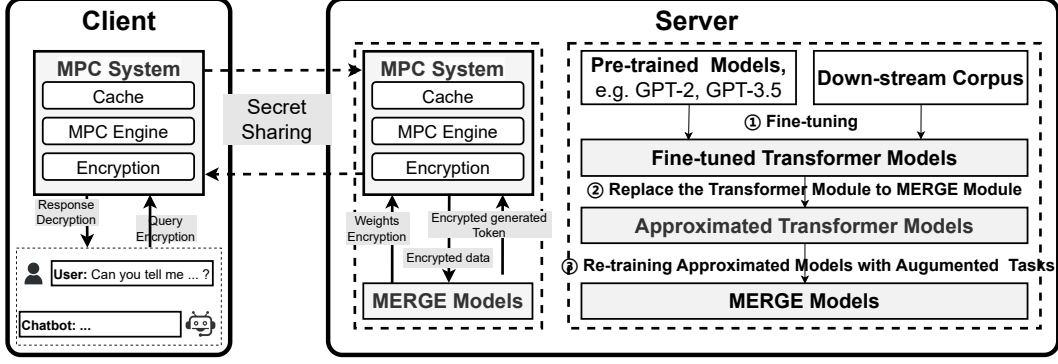 Client
MPC System
Cache
MPC Engine
Encryption
Response
Decryption
Query
Encryption
User: Can you tell me ... ?
Chatbot: ...
Secret
Sharing
Server
MPC System
Cache
MPC Engine
Encryption
Weights
Encryption
Encrypted generated
Token
Encrypted data
MERGE Models
Pre-trained Models,
e.g. GPT-2, GPT-3.5
Down-stream Corpus
① Fine-tuning
Fine-tuned Transformer Models
② Replace the Transformer Module to MERGE Module
Approximated Transformer Models
③ Re-training Approximated Models with Augumented Tasks
MERGE Models